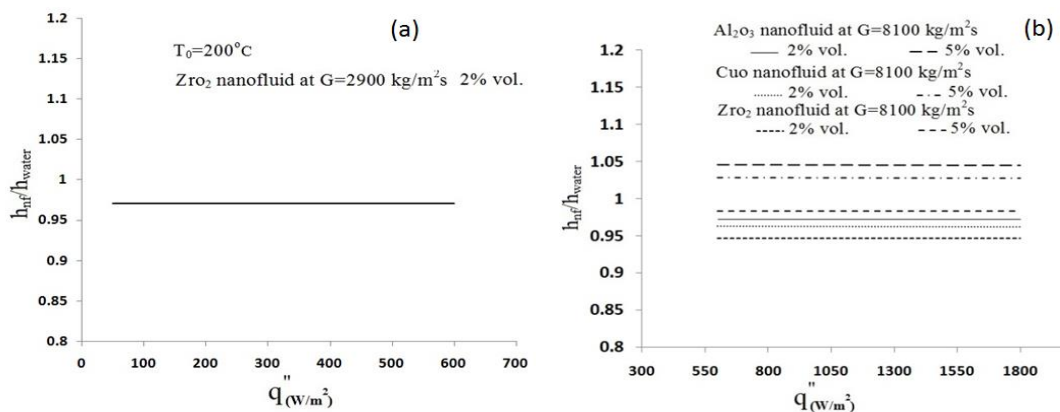 (a)
T₀=200°C
Zro₂ nanofluid at G=2900 kg/m²s 2% vol.
h_nf/h_water
1.2
1.15
1.1
1.05
1
0.95
0.9
0.85
0.8
0 100 200 300 400 500 600 700
q" (W/m²)
(b)
Al₂o₃ nanofluid at G=8100 kg/m²s
2% vol. 5% vol.
Cuo nanofluid at G=8100 kg/m²s
2% vol. 5% vol.
Zro₂ nanofluid at G=8100 kg/m²s
2% vol. 5% vol.
h_nf/h_water
1.2
1.15
1.1
1.05
1
0.95
0.9
0.85
0.8
300 550 800 1050 1300 1550 1800
q" (W/m²)